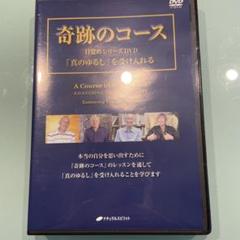 DVD
奇跡のコース
目覚めシリーズDVD
「真のゆるし」を受け入れる
A Course in
本当の自分を思い出すために
『奇跡のコース』のレッスンを通して
「真のゆるし」を受け入れることを学びます
ナチュラルスピリット